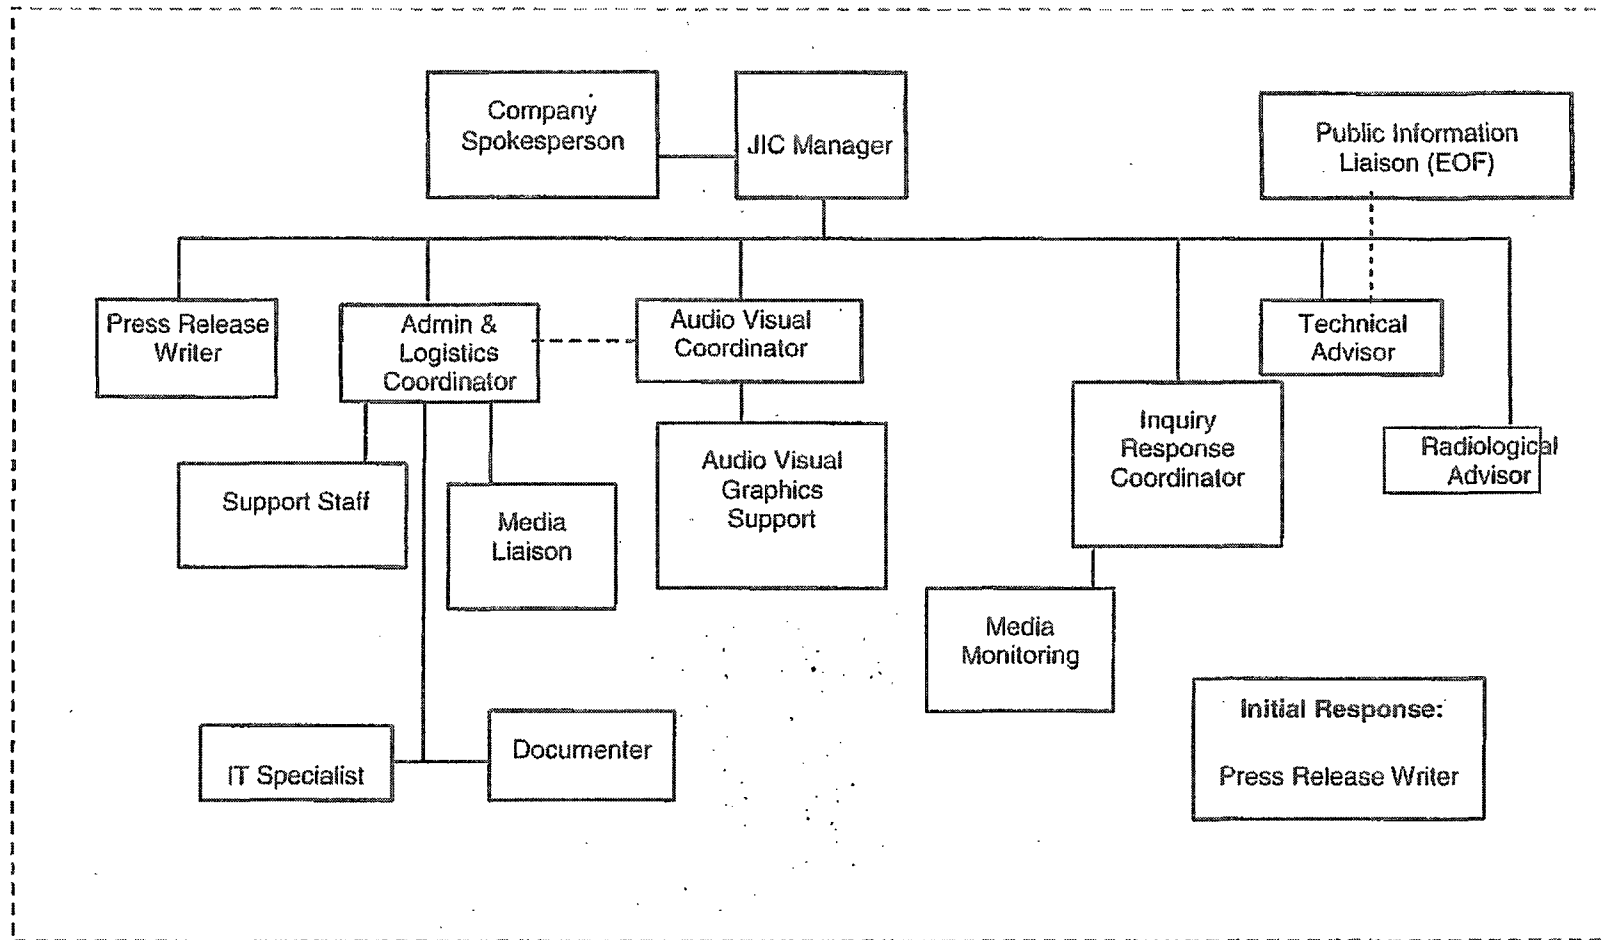 Company
Spokesperson
JIC Manager
Public Information
Liaison (EOF)
Press Release
Writer
Admin &
Logistics
Coordinator
Audio Visual
Coordinator
Technical
Advisor
Inquiry
Response
Coordinator
Radiological
Advisor
Support Staff
Media
Liaison
Audio Visual
Graphics
Support
Media
Monitoring
IT Specialist
Documenter
Initial Response:
Press Release Writer